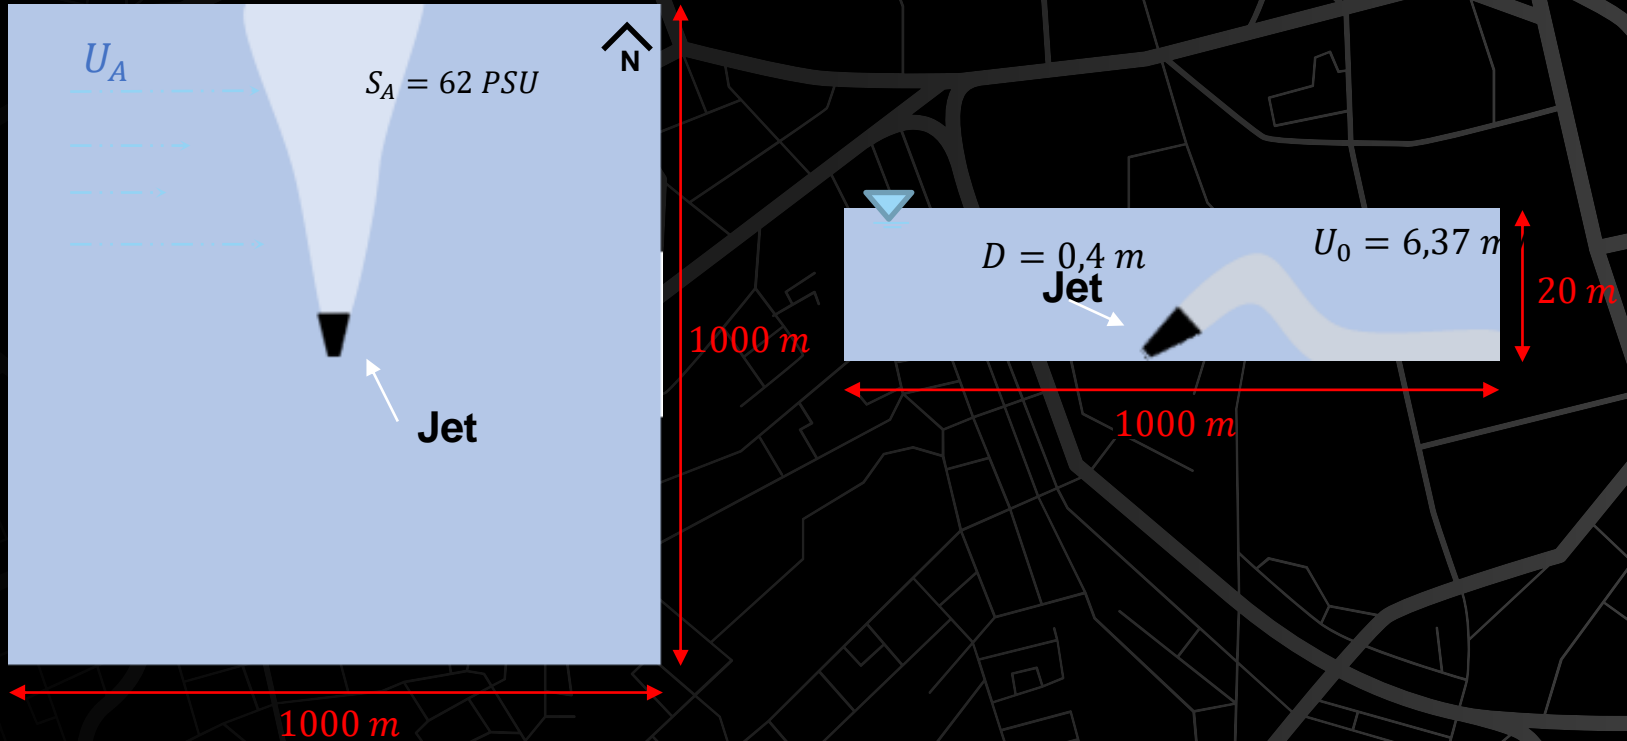 U_A
S_A = 62 PSU
N
Jet
1000 m
1000 m
D = 0,4 m
U_0 = 6,37 m
Jet
20 m
1000 m